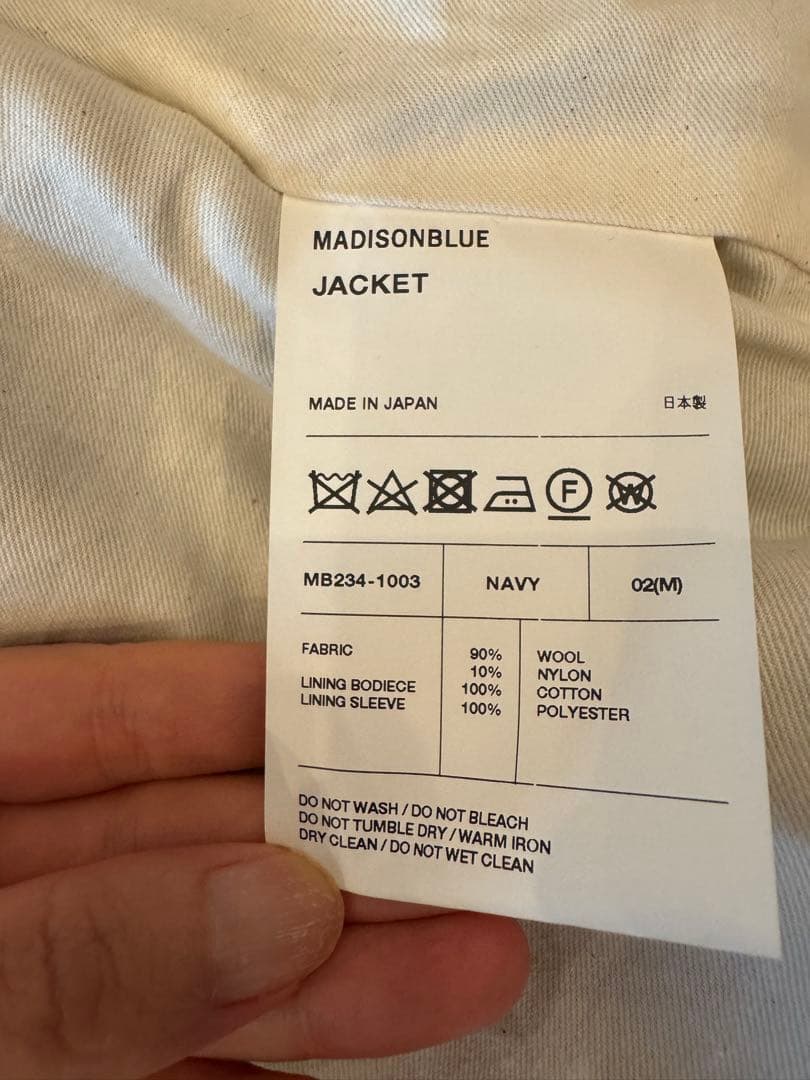 MADISONBLUE
JACKET
MADE IN JAPAN 日本製
F W
MB234-1003 NAVY 02(M)
FABRIC 90% WOOL
10% NYLON
LINING BODIECE 100% COTTON
LINING SLEEVE 100% POLYESTER
DO NOT WASH / DO NOT BLEACH
DO NOT TUMBLE DRY / WARM IRON
DRY CLEAN / DO NOT WET CLEAN